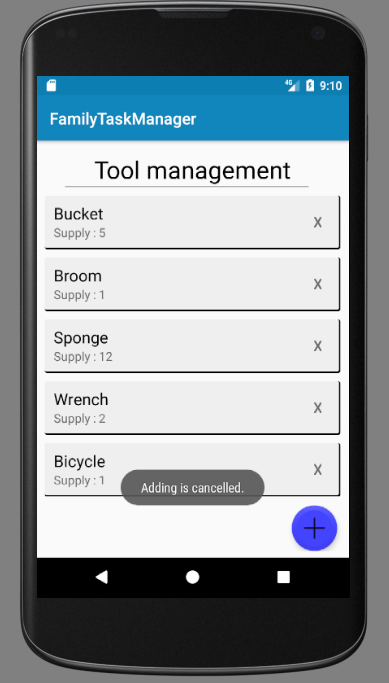 4G 9:10
FamilyTaskManager
Tool management
Bucket
Supply : 5
X
Broom
Supply : 1
X
Sponge
Supply : 12
X
Wrench
Supply : 2
X
Bicycle
Supply : 1
X
Adding is cancelled.